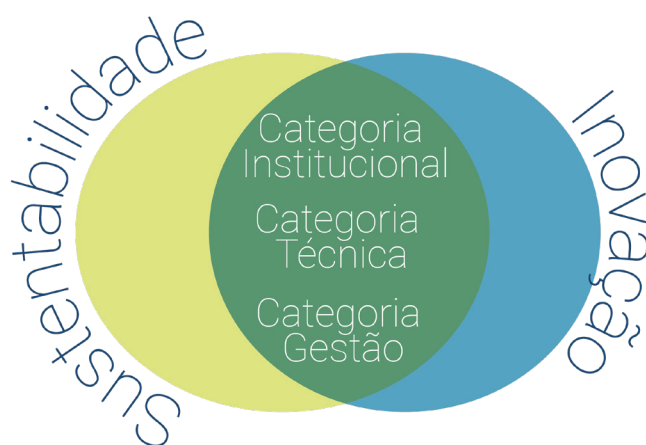 Sustentabilidade
Categoria
Institucional
Categoria
Técnica
Categoria
Gestão
Inovação